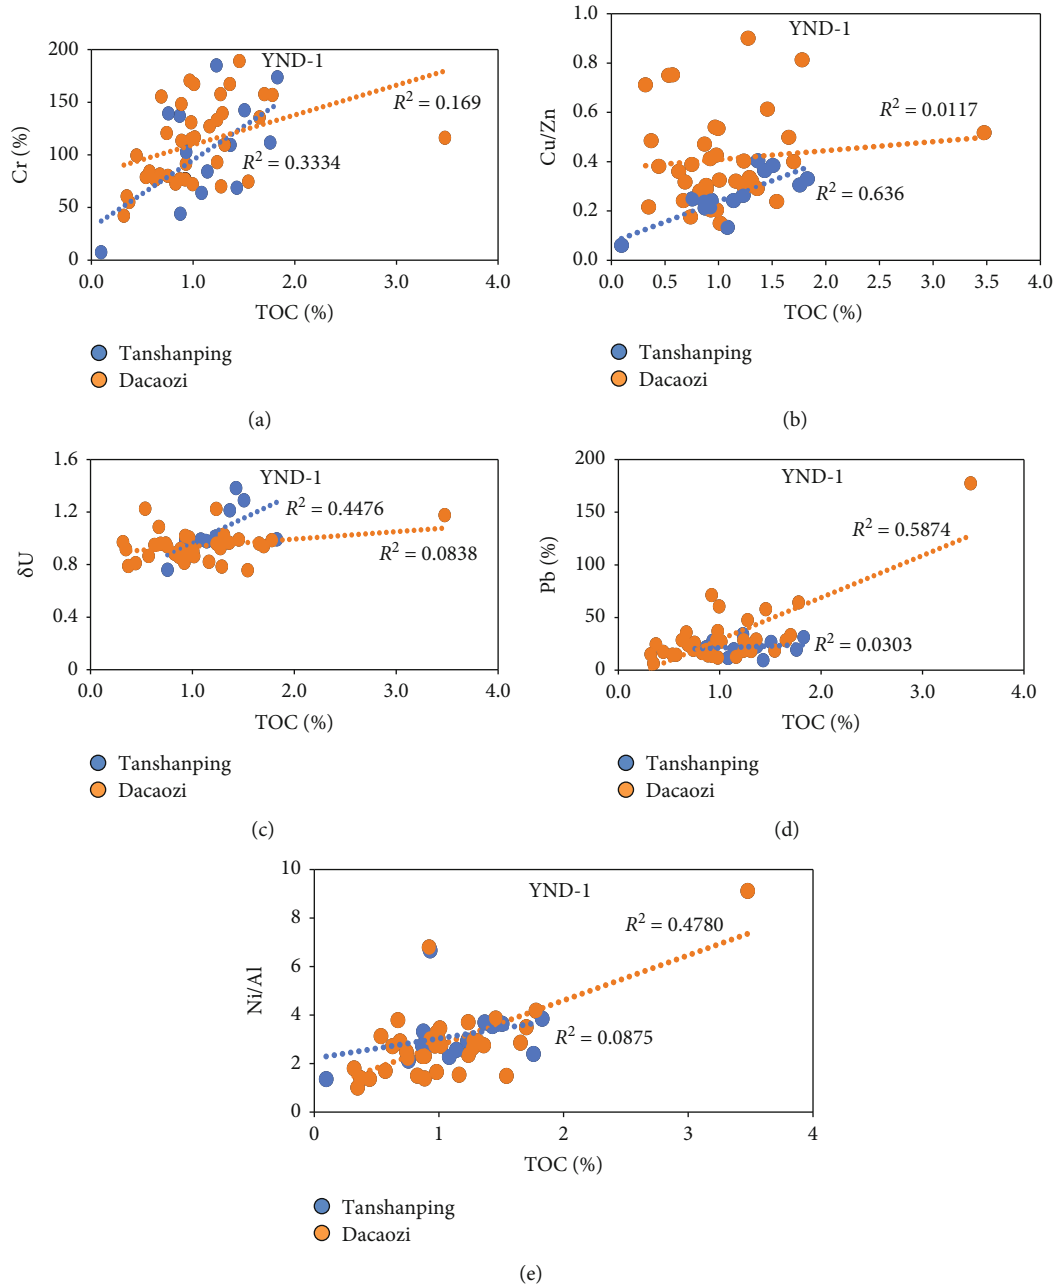 YND-1
200
150
100
50
0
Cr (%)
R² = 0.169
R² = 0.3334
0.0 1.0 2.0 3.0 4.0
TOC (%)
Tanshanping
Dacaozi
(a)
YND-1
1.0
0.8
0.6
0.4
0.2
0.0
Cu/Zn
R² = 0.0117
R² = 0.636
0.0 0.5 1.0 1.5 2.0 2.5 3.0 3.5 4.0
TOC (%)
Tanshanping
Dacaozi
(b)
YND-1
1.6
1.2
0.8
0.4
0.0
δU
R² = 0.4476
R² = 0.0838
0.0 1.0 2.0 3.0 4.0
TOC (%)
Tanshanping
Dacaozi
(c)
YND-1
200
150
100
50
0
Pb (%)
R² = 0.5874
R² = 0.0303
0.0 1.0 2.0 3.0 4.0
TOC (%)
Tanshanping
Dacaozi
(d)
YND-1
10
8
6
4
2
0
Ni/Al
R² = 0.4780
R² = 0.0875
0 1 2 3 4
TOC (%)
Tanshanping
Dacaozi
(e)